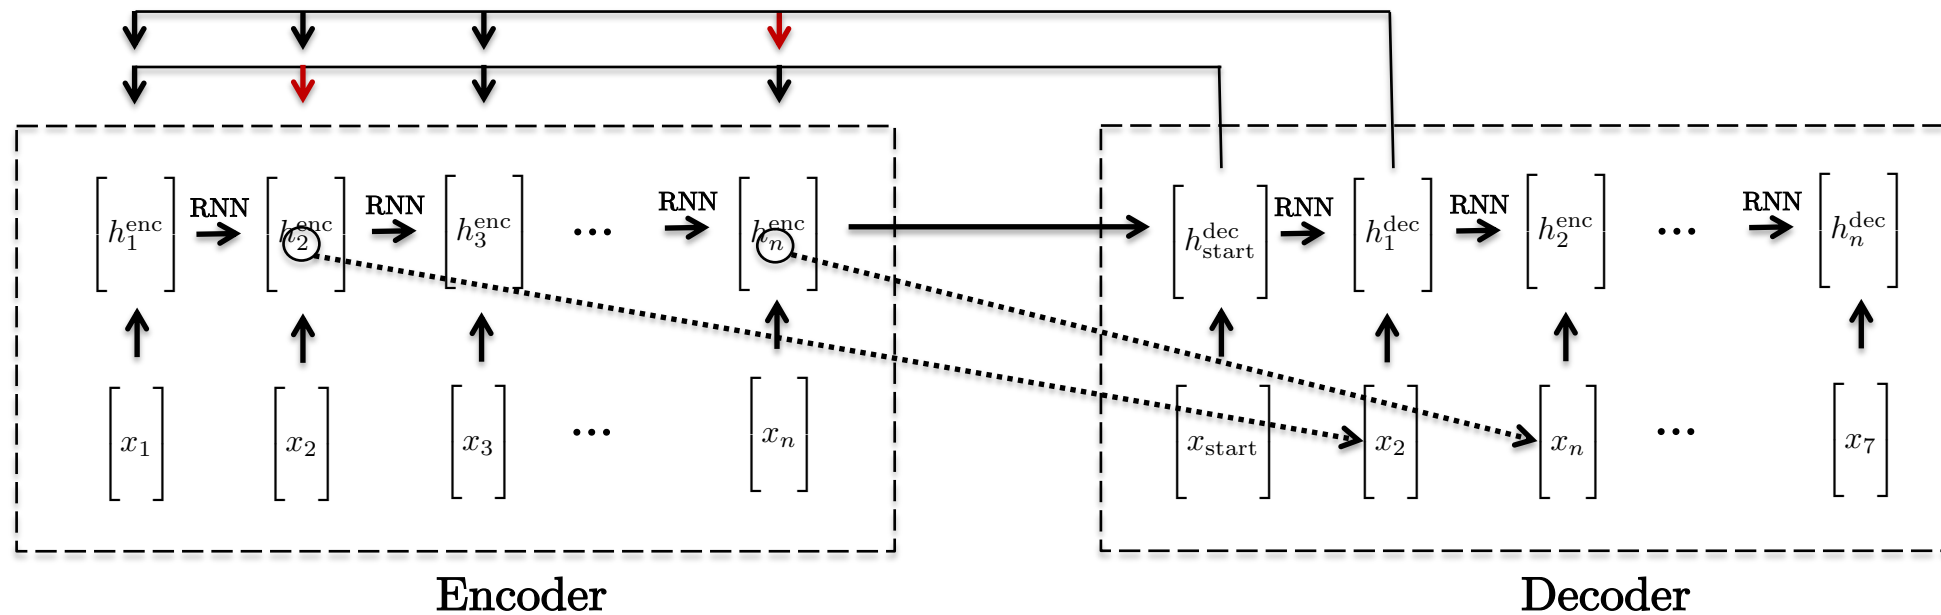 RNN RNN RNN RNN RNN RNN
h_1^enc h_2^enc h_3^enc ... h_n^enc h_start^dec h_1^dec h_2^enc ... h_n^dec
x_1 x_2 x_3 ... x_n x_start x_2 x_n ... x_7
Encoder Decoder